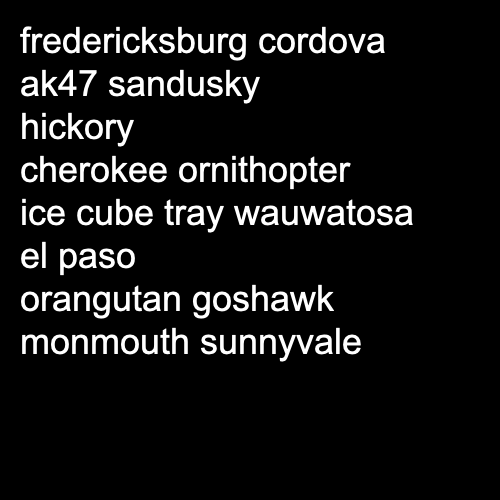 fredericksburg cordova
ak47 sandusky
hickory
cherokee ornithopter
ice cube tray wauwatosa
el paso
orangutan goshawk
monmouth sunnyvale